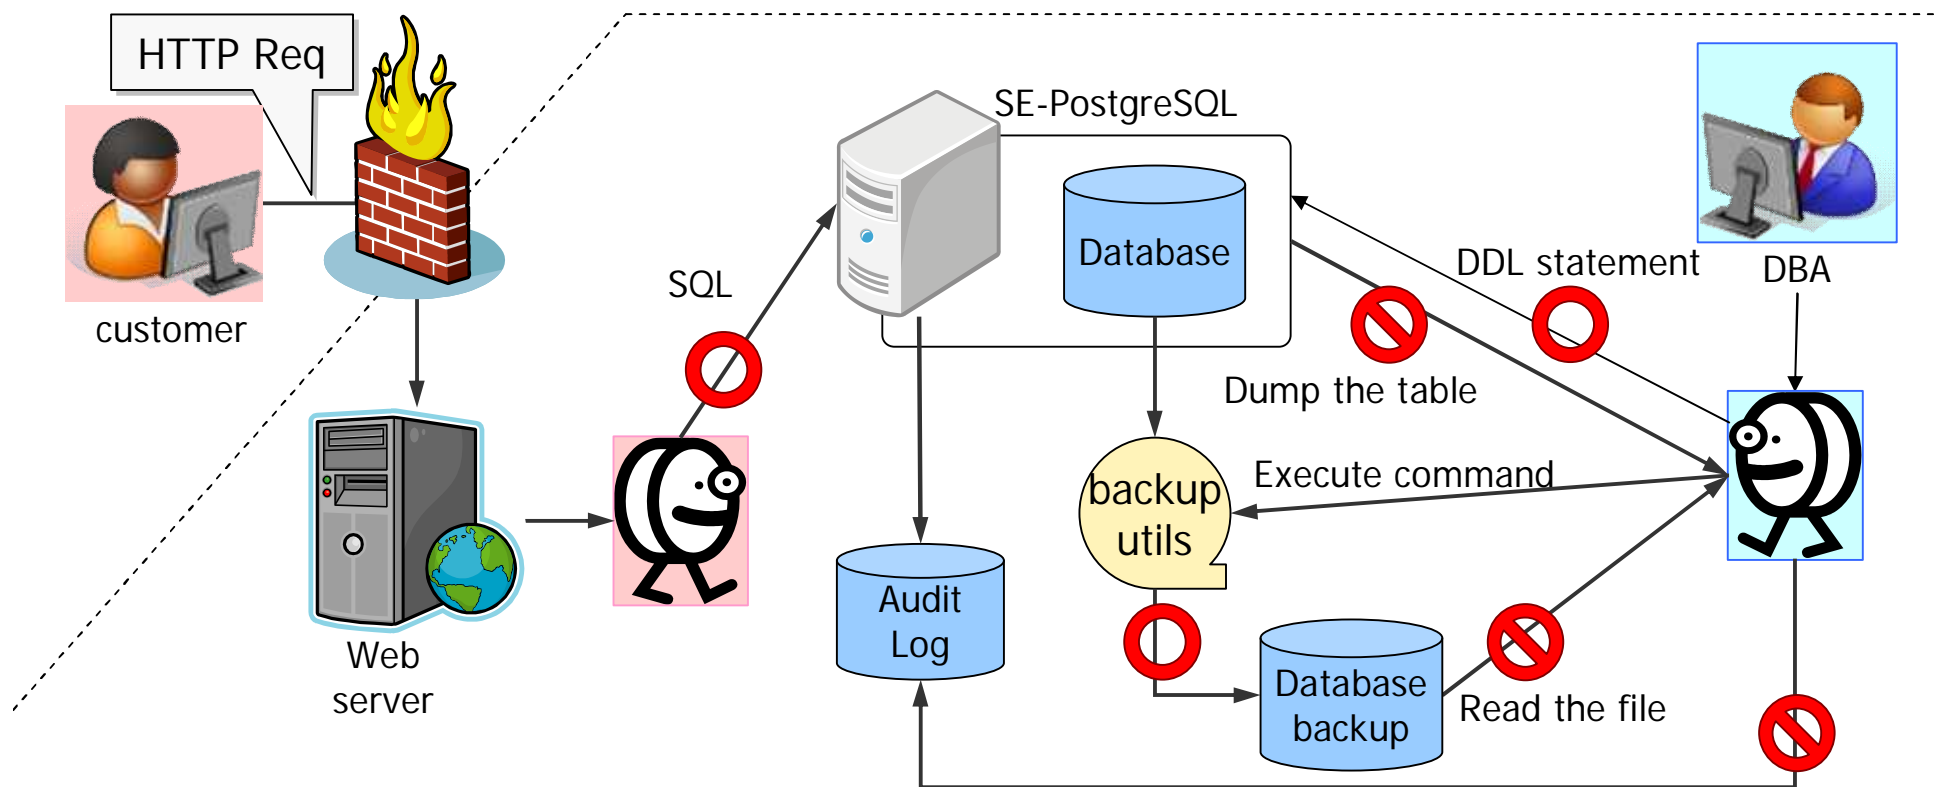 HTTP Req
customer
Web
server
SQL
SE-PostgreSQL
Database
DDL statement
DBA
Dump the table
Execute command
backup
utils
Audit
Log
Database
backup
Read the file